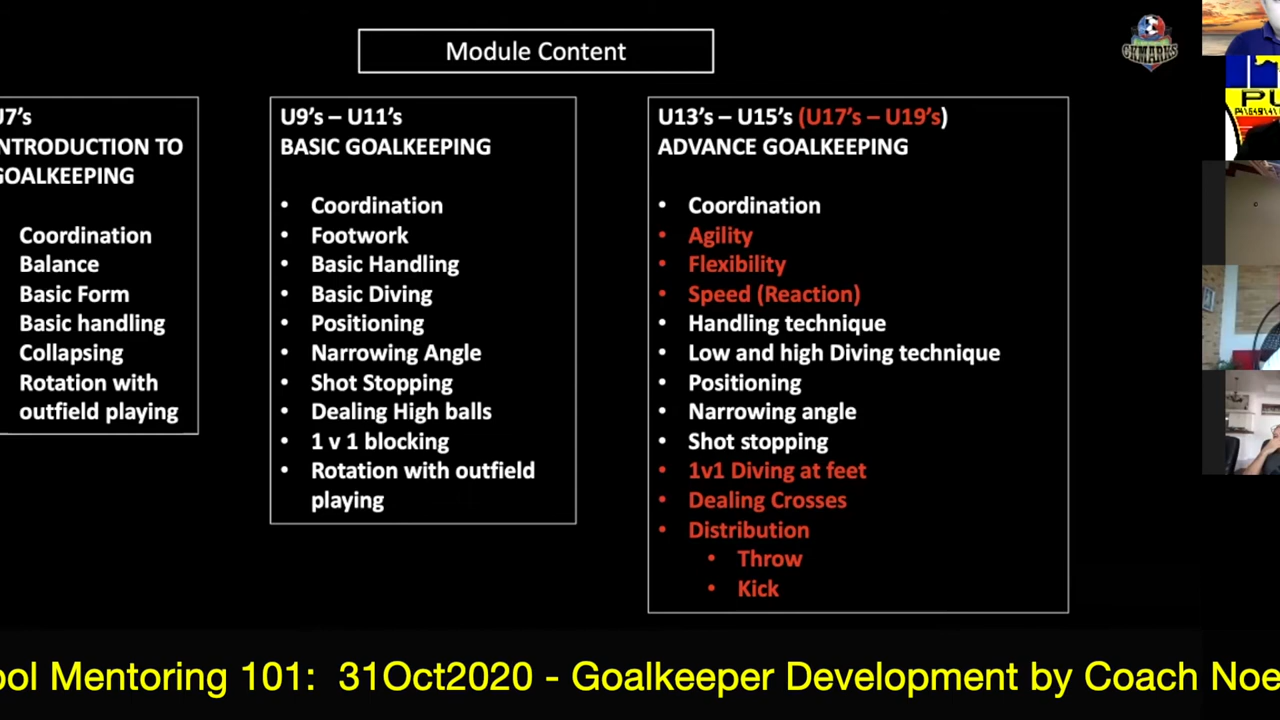 Module Content
GKMARKS
U7's
INTRODUCTION TO
GOALKEEPING
Coordination
Balance
Basic Form
Basic handling
Collapsing
Rotation with
outfield playing
U9's – U11's
BASIC GOALKEEPING
• Coordination
• Footwork
• Basic Handling
• Basic Diving
• Positioning
• Narrowing Angle
• Shot Stopping
• Dealing High balls
• 1 v 1 blocking
• Rotation with outfield
playing
U13's – U15's (U17's – U19's)
ADVANCE GOALKEEPING
• Coordination
• Agility
• Flexibility
• Speed (Reaction)
• Handling technique
• Low and high Diving technique
• Positioning
• Narrowing angle
• Shot stopping
• 1v1 Diving at feet
• Dealing Crosses
• Distribution
• Throw
• Kick
ool Mentoring 101: 31Oct2020 - Goalkeeper Development by Coach Noe